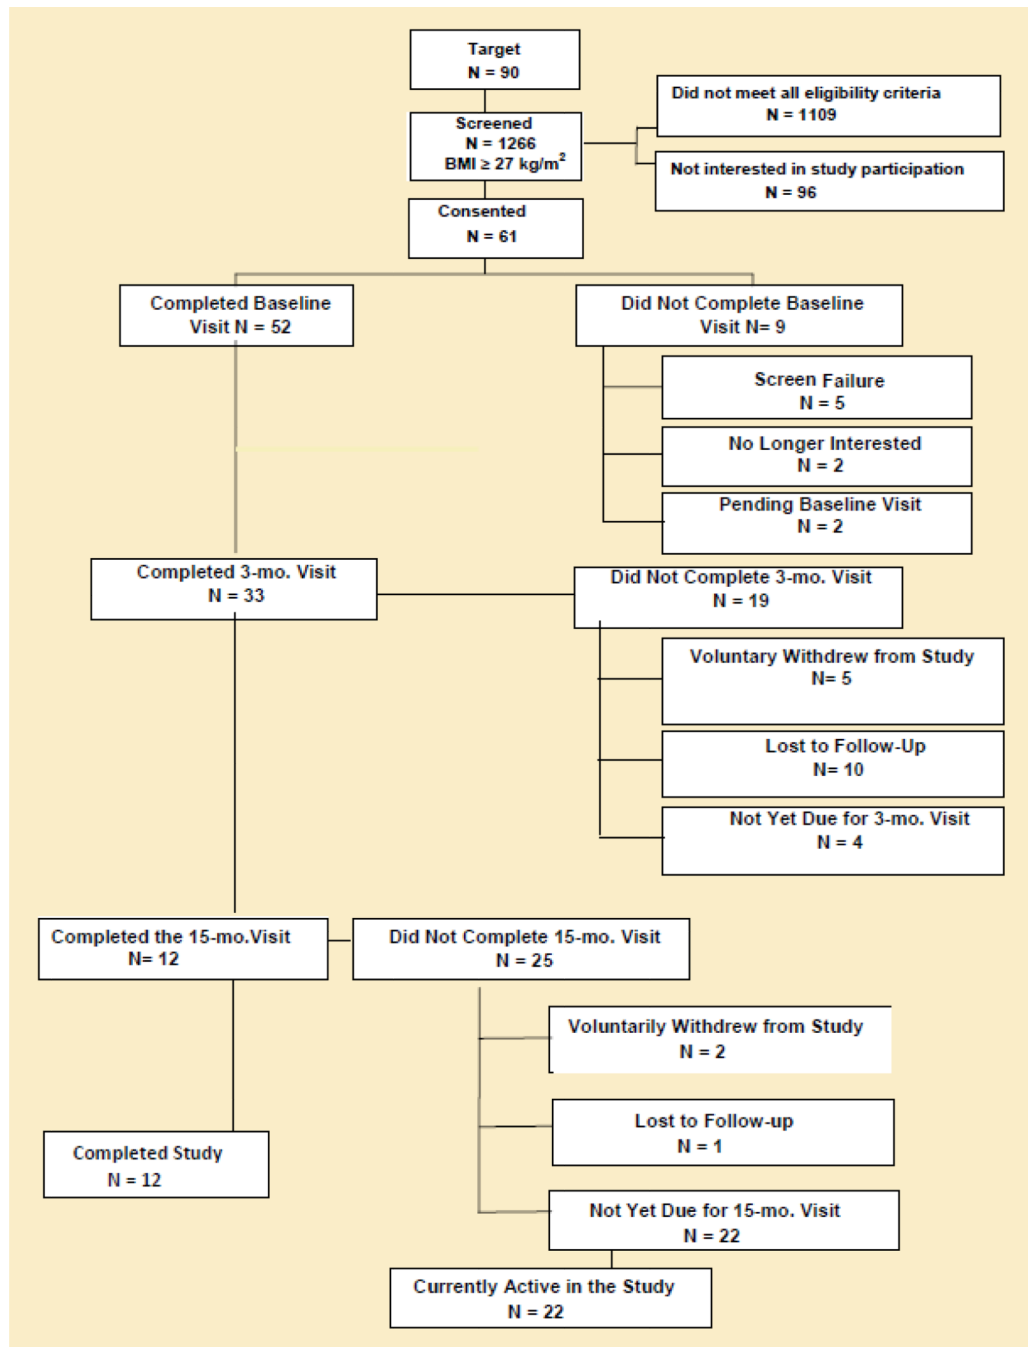 Target
N = 90
Screened
N = 1266
BMI ≥ 27 kg/m²
Did not meet all eligibility criteria
N = 1109
Not interested in study participation
N = 96
Consented
N = 61
Completed Baseline
Visit N = 52
Did Not Complete Baseline
Visit N= 9
Screen Failure
N = 5
No Longer Interested
N = 2
Pending Baseline Visit
N = 2
Completed 3-mo. Visit
N = 33
Did Not Complete 3-mo. Visit
N = 19
Voluntary Withdrew from Study
N= 5
Lost to Follow-Up
N= 10
Not Yet Due for 3-mo. Visit
N = 4
Completed the 15-mo.Visit
N= 12
Did Not Complete 15-mo. Visit
N = 25
Voluntarily Withdrew from Study
N = 2
Lost to Follow-up
N = 1
Completed Study
N = 12
Not Yet Due for 15-mo. Visit
N = 22
Currently Active in the Study
N = 22